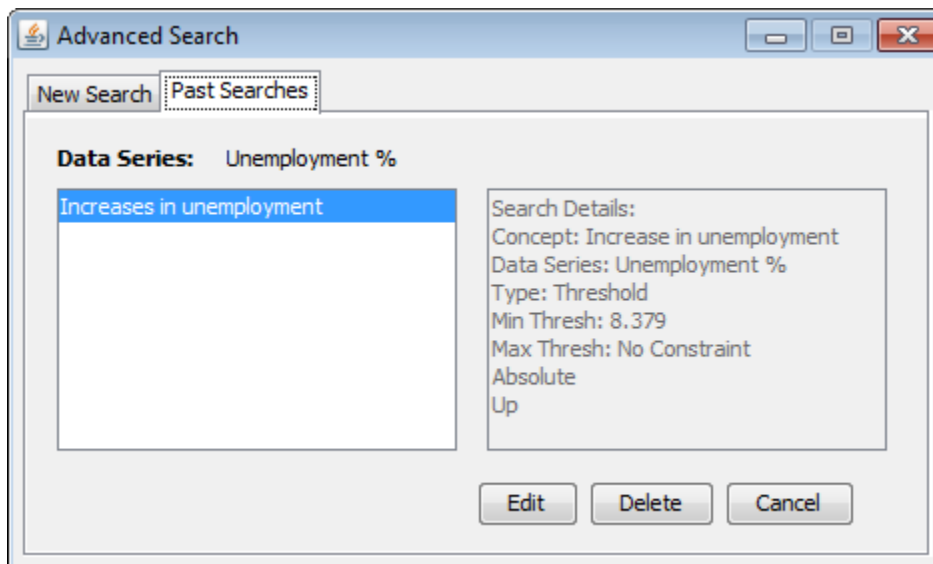 Advanced Search
New Search Past Searches
Data Series: Unemployment %
Increases in unemployment
Search Details:
Concept: Increase in unemployment
Data Series: Unemployment %
Type: Threshold
Min Thresh: 8.379
Max Thresh: No Constraint
Absolute
Up
Edit Delete Cancel